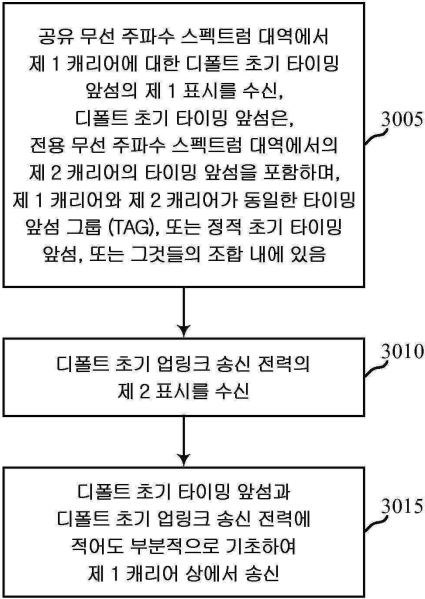 공유 무선 주파수 스펙트럼 대역에서
제 1 캐리어에 대한 디폴트 초기 타이밍
앞섬의 제 1 표시를 수신,
디폴트 초기 타이밍 앞섬은,
전용 무선 주파수 스펙트럼 대역에서의
제 2 캐리어의 타이밍 앞섬을 포함하며,
제 1 캐리어와 제 2 캐리어가 동일한 타이밍
앞섬 그룹 (TAG), 또는 정적 초기 타이밍
앞섬, 또는 그것들의 조합 내에 있음
3005
디폴트 초기 업링크 송신 전력의
제 2 표시를 수신
3010
디폴트 초기 타이밍 앞섬과
디폴트 초기 업링크 송신 전력에
적어도 부분적으로 기초하여
제 1 캐리어 상에서 송신
3015